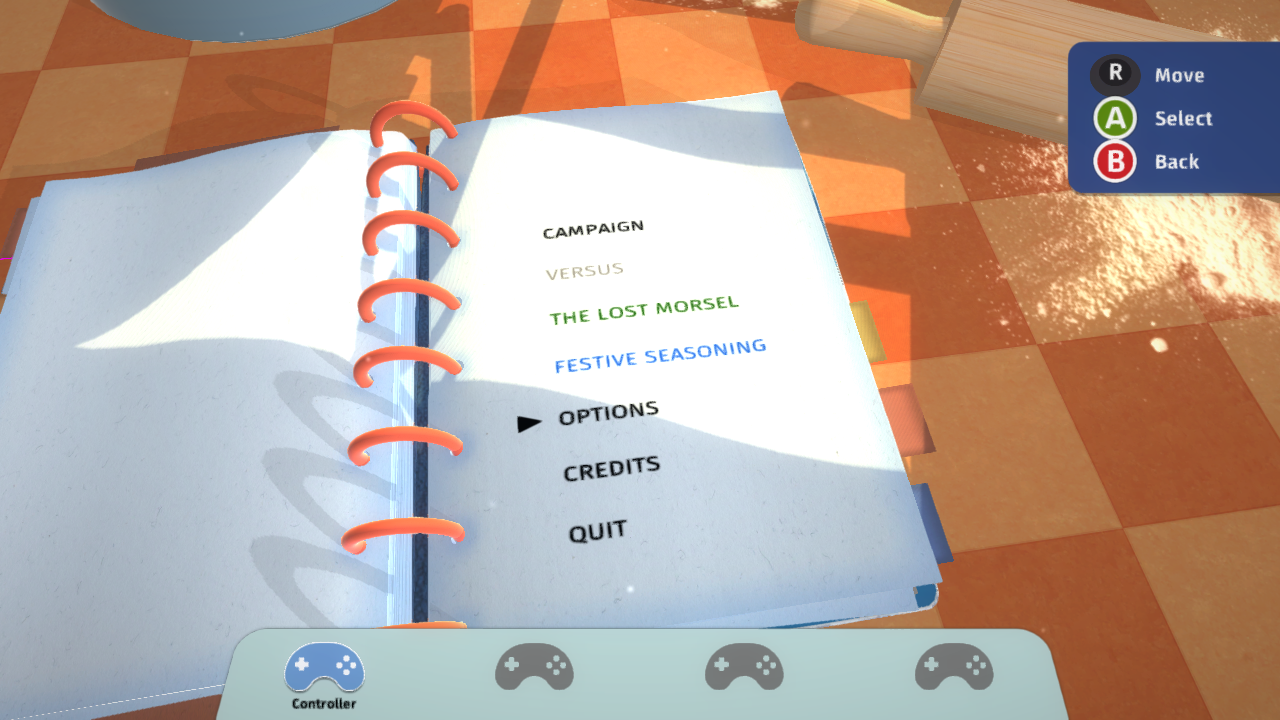 R Move
A Select
B Back
CAMPAIGN
VERSUS
THE LOST MORSEL
FESTIVE SEASONING
OPTIONS
CREDITS
QUIT
Controller